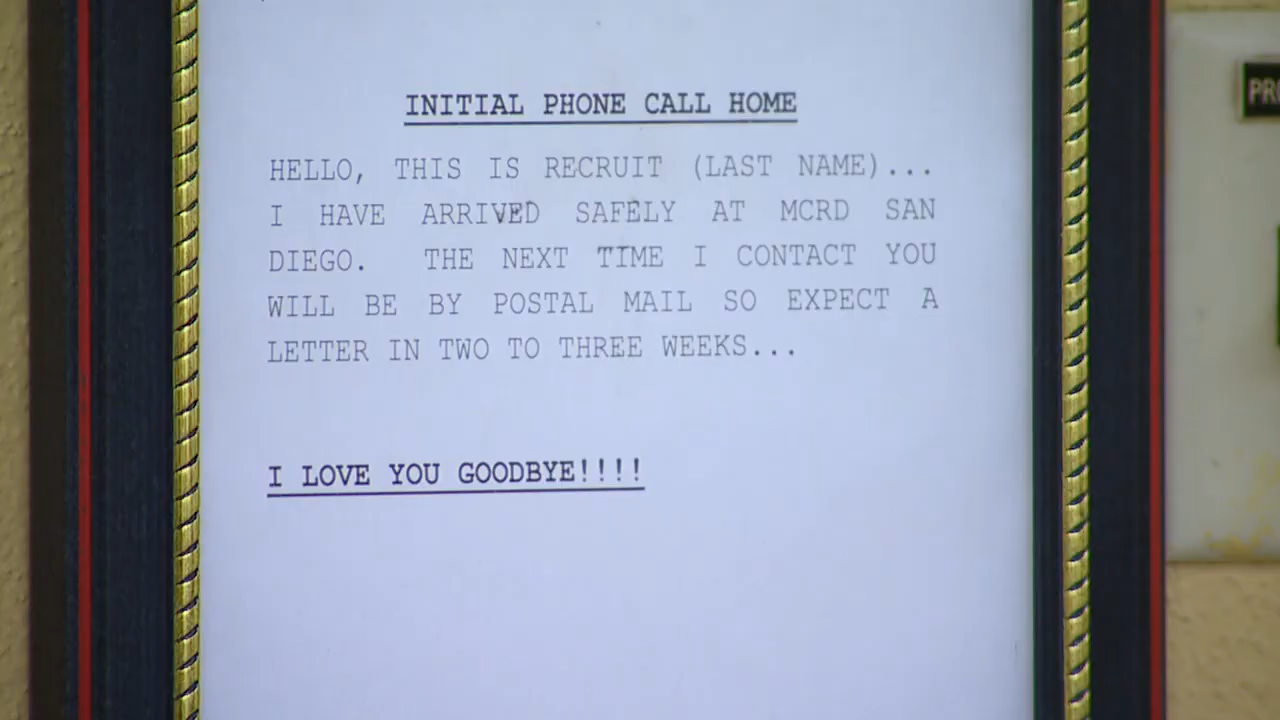 INITIAL PHONE CALL HOME
HELLO, THIS IS RECRUIT (LAST NAME)...
I HAVE ARRIVED SAFELY AT MCRD SAN
DIEGO. THE NEXT TIME I CONTACT YOU
WILL BE BY POSTAL MAIL SO EXPECT A
LETTER IN TWO TO THREE WEEKS...
I LOVE YOU GOODBYE!!!!